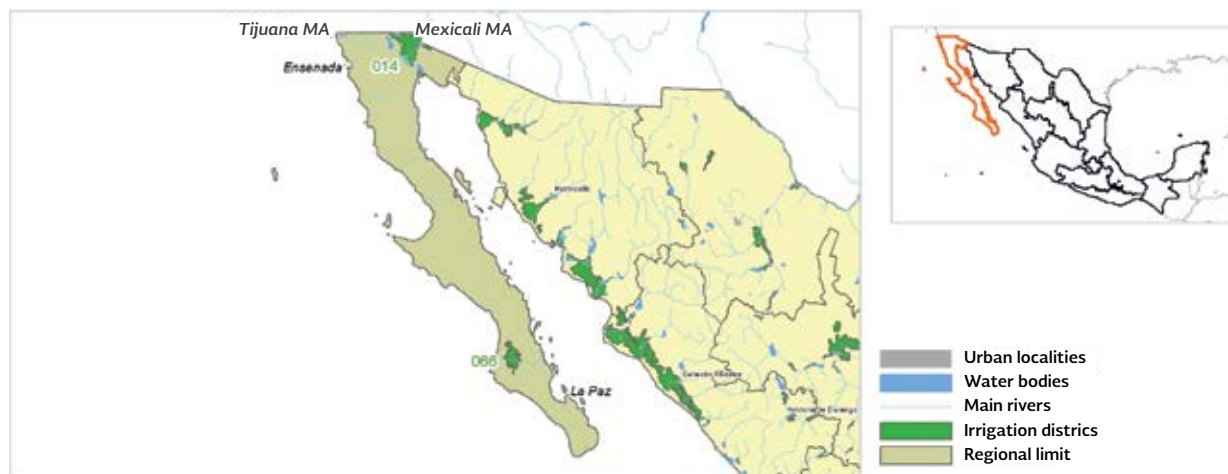 Tijuana MA
Mexicali MA
Ensenada
014
Hermosillo
066
La Paz
Urban localities
Water bodies
Main rivers
Irrigation districs
Regional limit